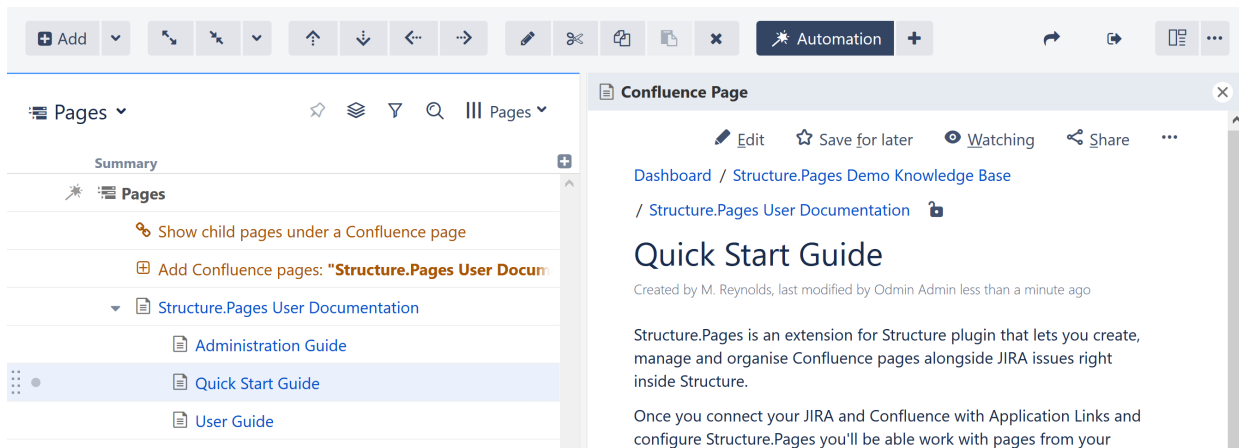 Add
Automation
Pages
Pages
Summary
Pages
Show child pages under a Confluence page
Add Confluence pages: "Structure.Pages User Docum
Structure.Pages User Documentation
Administration Guide
Quick Start Guide
User Guide
Confluence Page
Edit Save for later Watching Share
Dashboard / Structure.Pages Demo Knowledge Base
/ Structure.Pages User Documentation
Quick Start Guide
Created by M. Reynolds, last modified by Odmin Admin less than a minute ago
Structure.Pages is an extension for Structure plugin that lets you create,
manage and organise Confluence pages alongside JIRA issues right
inside Structure.
Once you connect your JIRA and Confluence with Application Links and
configure Structure.Pages you'll be able work with pages from your